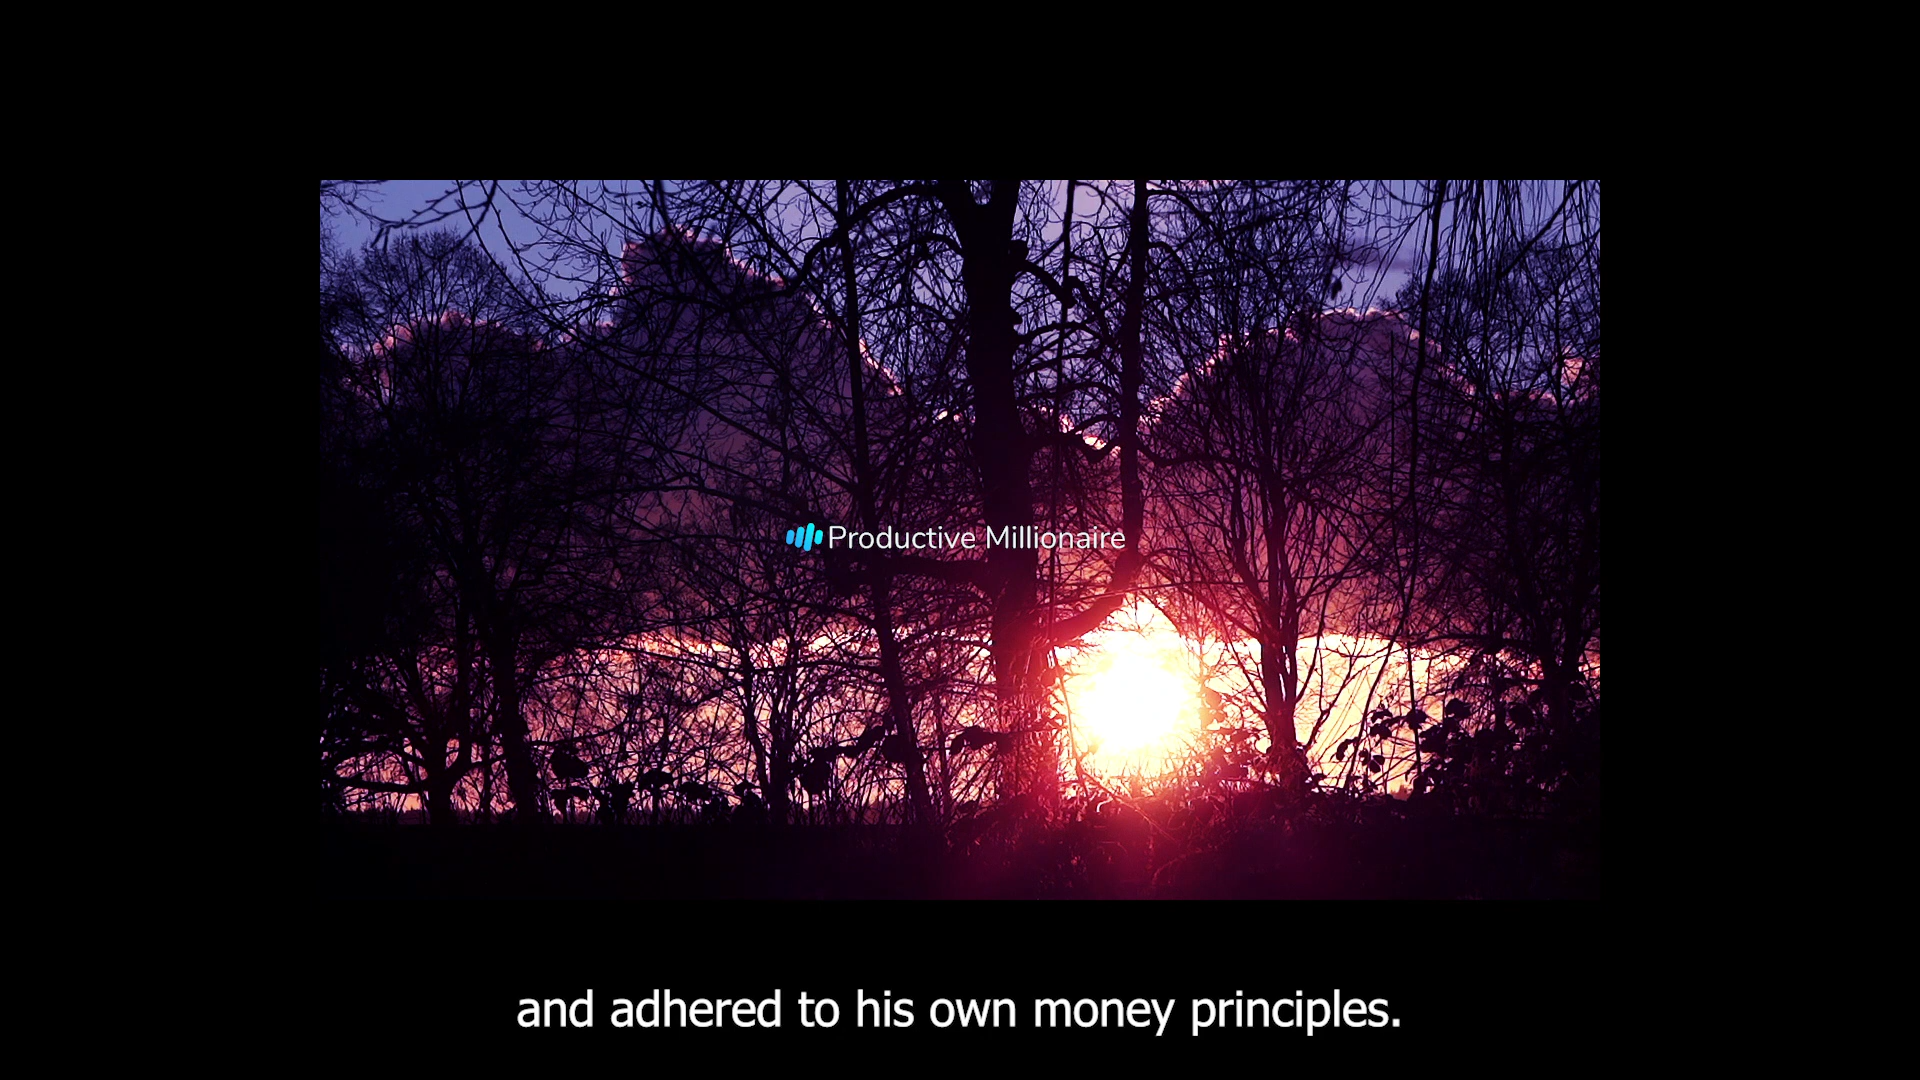 Productive Millionaire
and adhered to his own money principles.